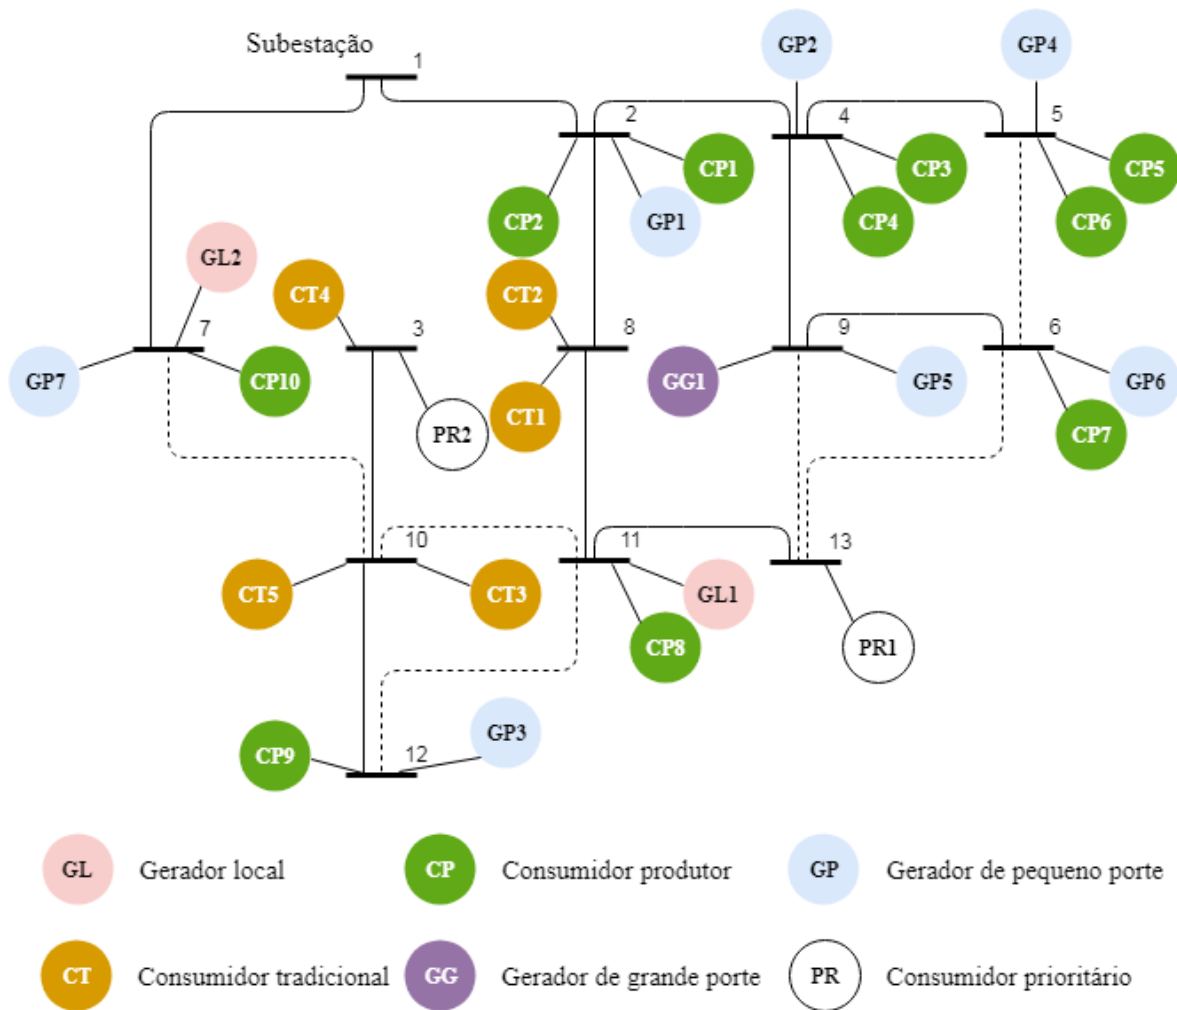 Subestação
1
GP2
GP4
2
4
5
CP1
CP3
CP5
CP2
GP1
CP4
CP6
GL2
CT4
CT2
7
3
8
9
6
GP7
CP10
GG1
GP5
GP6
PR2
CT1
CP7
10
11
13
CT5
CT3
GL1
CP8
PR1
GP3
CP9
12
GL Gerador local
CP Consumidor produtor
GP Gerador de pequeno porte
CT Consumidor tradicional
GG Gerador de grande porte
PR Consumidor prioritário